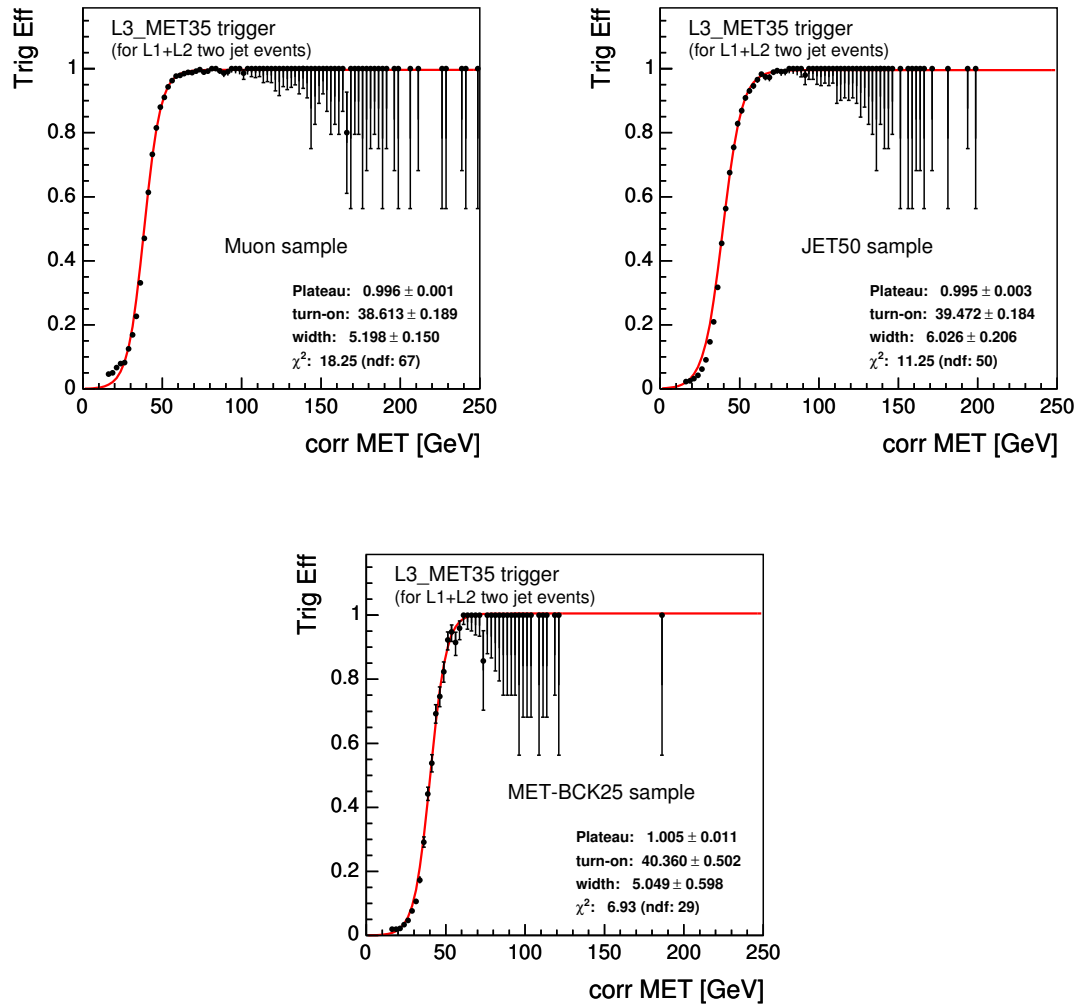 Trig Eff
L3_MET35 trigger
(for L1+L2 two jet events)
1
0.8
0.6
0.4
0.2
0
Muon sample
Plateau: 0.996 ± 0.001
turn-on: 38.613 ± 0.189
width: 5.198 ± 0.150
χ²: 18.25 (ndf: 67)
0 50 100 150 200 250
corr MET [GeV]
Trig Eff
L3_MET35 trigger
(for L1+L2 two jet events)
1
0.8
0.6
0.4
0.2
0
JET50 sample
Plateau: 0.995 ± 0.003
turn-on: 39.472 ± 0.184
width: 6.026 ± 0.206
χ²: 11.25 (ndf: 50)
0 50 100 150 200 250
corr MET [GeV]
Trig Eff
L3_MET35 trigger
(for L1+L2 two jet events)
1
0.8
0.6
0.4
0.2
0
MET-BCK25 sample
Plateau: 1.005 ± 0.011
turn-on: 40.360 ± 0.502
width: 5.049 ± 0.598
χ²: 6.93 (ndf: 29)
0 50 100 150 200 250
corr MET [GeV]